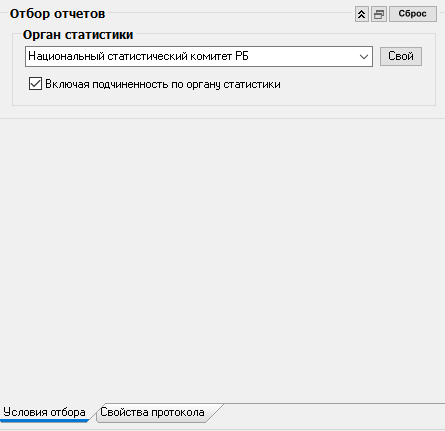 Отбор отчетов
Сброс
Орган статистики
Национальный статистический комитет РБ
Свой
Включая подчиненность по органу статистики
Условия отбора
Свойства протокола